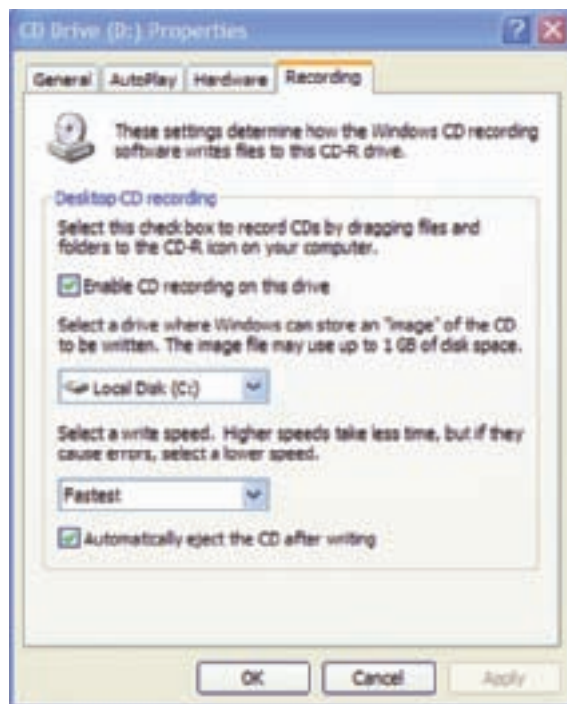 CD Drive (D:) Properties
General AutoPlay Hardware Recording
These settings determine how the Windows CD recording
software writes files to this CD-R drive.
Desktop CD recording
Select this check box to record CDs by dragging files and
folders to the CD-R icon on your computer.
Enable CD recording on this drive
Select a drive where Windows can store an "image" of the CD
to be written. The image file may use up to 1 GB of disk space.
Local Disk (C:)
Select a write speed. Higher speeds take less time, but if they
cause errors, select a lower speed.
Fastest
Automatically eject the CD after writing
OK Cancel Apply